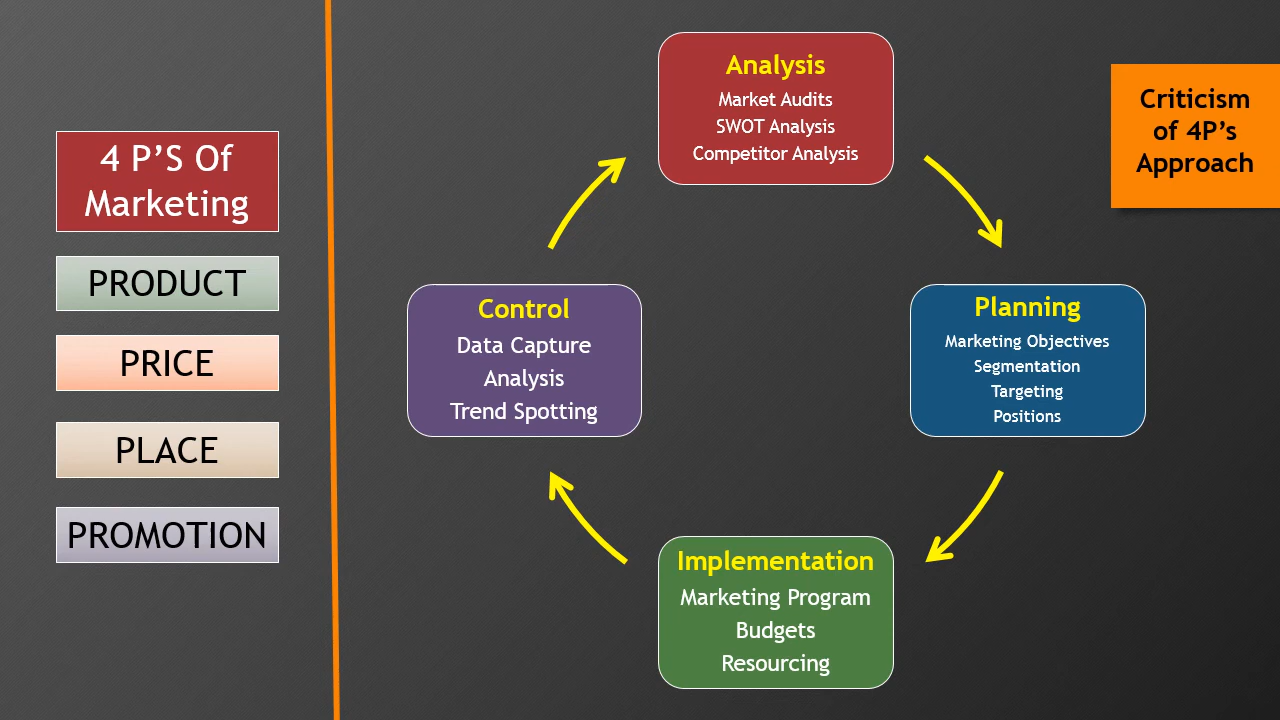 4 P’S Of
Marketing
PRODUCT
PRICE
PLACE
PROMOTION
Analysis
Market Audits
SWOT Analysis
Competitor Analysis
Planning
Marketing Objectives
Segmentation
Targeting
Positions
Implementation
Marketing Program
Budgets
Resourcing
Control
Data Capture
Analysis
Trend Spotting
Criticism
of 4P’s
Approach